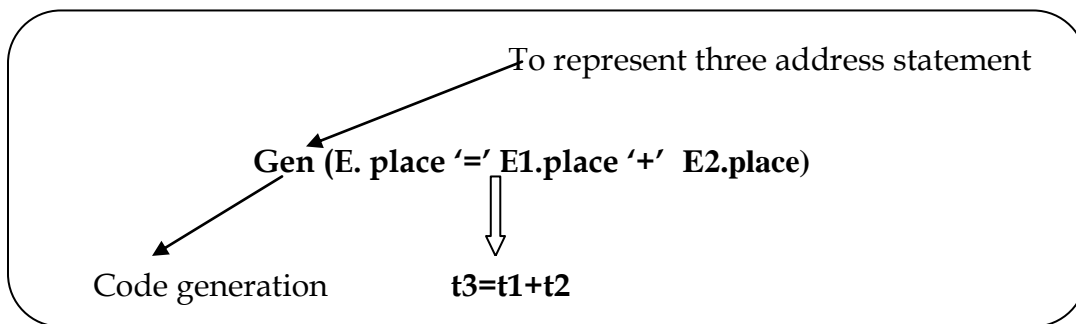 To represent three address statement
Gen (E. place ‘=’ E1.place ‘+’ E2.place)
Code generation
t3=t1+t2